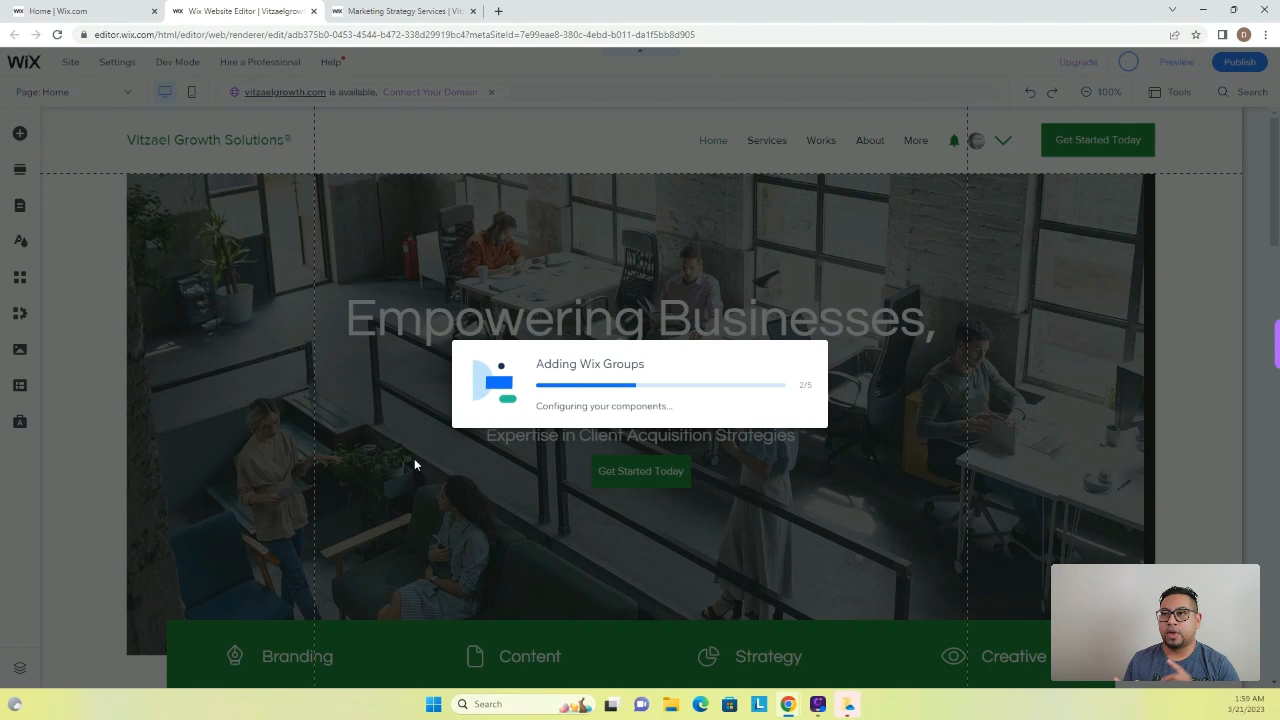 Home | Wix.com
Wix Website Editor | Vitzaelgrow
Marketing Strategy Services | Vit
editor.wix.com/html/editor/web/renderer/edit/adb375b0-0453-4544-b472-338d29919bc4?metaSiteId=7e99eae8-380c-4ebd-b011-da1f5bb8d905
D
WiX
Site
Settings
Dev Mode
Hire a Professional
Help
Upgrade
Preview
Publish
Page: Home
vitzaelgrowth.com is available. Connect Your Domain
100%
Tools
Search
Vitzael Growth Solutions®
Home
Services
Works
About
More
Get Started Today
Empowering Businesses,
Adding Wix Groups
2/5
Configuring your components...
Expertise in Client Acquisition Strategies
Get Started Today
Branding
Content
Strategy
Creative
Search
L
1:59 AM
3/21/2023